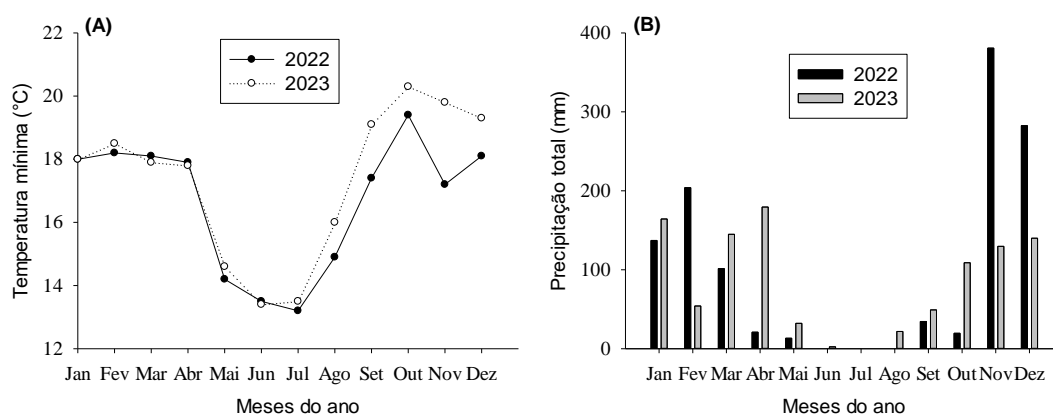 (A)
2022
2023
Temperatura mínima (°C)
22
20
18
16
14
12
Jan Fev Mar Abr Mai Jun Jul Ago Set Out Nov Dez
Meses do ano
(B)
2022
2023
Precipitação total (mm)
400
300
200
100
0
Jan Fev Mar Abr Mai Jun Jul Ago Set Out Nov Dez
Meses do ano